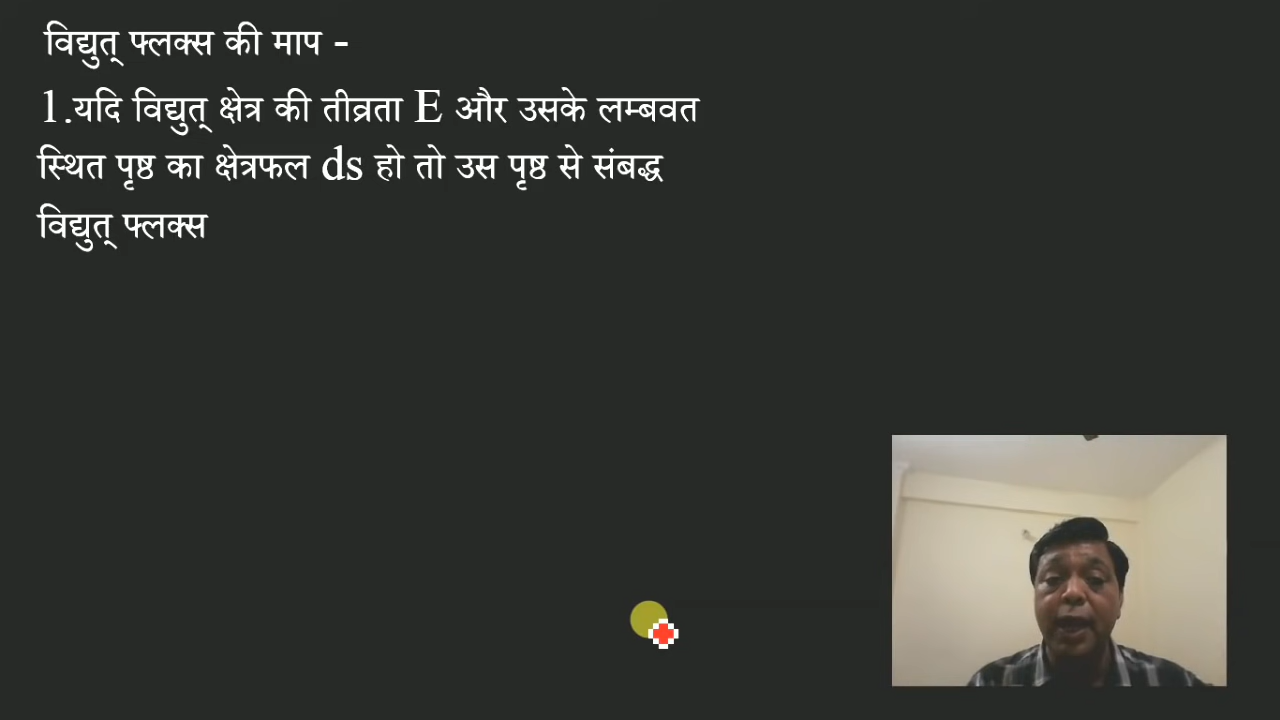 विद्युत् फ्लक्स की माप -
1.यदि विद्युत् क्षेत्र की तीव्रता E और उसके लम्बवत
स्थित पृष्ठ का क्षेत्रफल ds हो तो उस पृष्ठ से संबद्ध
विद्युत् फ्लक्स